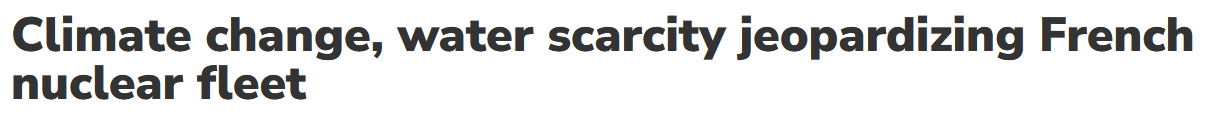 Climate change, water scarcity jeopardizing French
nuclear fleet